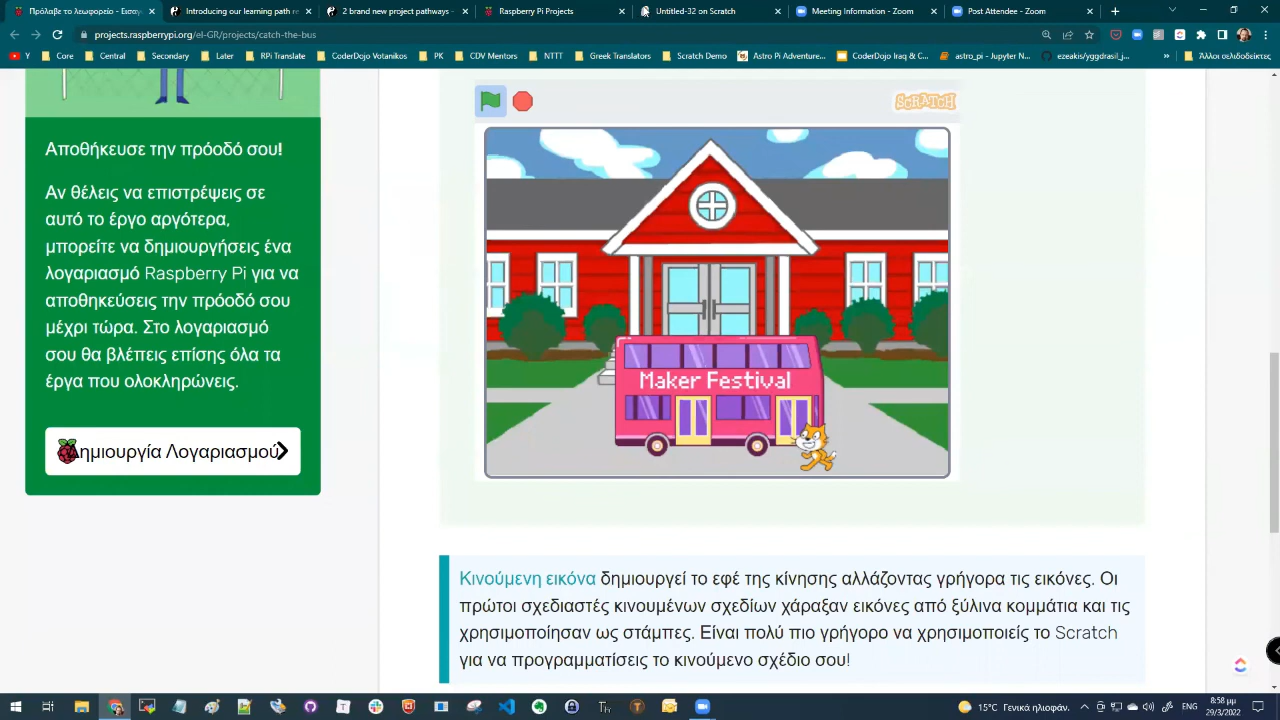 Πρόλαβε το λεωφορείο - Εισαγ
Introducing our learning path re
2 brand new project pathways -
Raspberry Pi Projects
Untitled-32 on Scratch
Meeting Information - Zoom
Post Attendee - Zoom
projects.raspberrypi.org/el-GR/projects/catch-the-bus
Y
Core
Central
Secondary
Later
RPi Translate
CoderDojo Votanikos
PK
CDV Mentors
NTTT
Greek Translators
Scratch Demo
Astro Pi Adventure...
CoderDojo Iraq & C...
astro_pi - Jupyter N...
ezeakis/yggdrasil_j...
»
Άλλοι σελιδοδείκτες
SCRATCH
Αποθήκευσε την πρόοδό σου!
Αν θέλεις να επιστρέψεις σε
αυτό το έργο αργότερα,
μπορείτε να δημιουργήσεις ένα
λογαριασμό Raspberry Pi για να
αποθηκεύσεις την πρόοδό σου
μέχρι τώρα. Στο λογαριασμό
σου θα βλέπεις επίσης όλα τα
έργα που ολοκληρώνεις.
Δημιουργία Λογαριασμού
Maker Festival
Κινούμενη εικόνα δημιουργεί το εφέ της κίνησης αλλάζοντας γρήγορα τις εικόνες. Οι
πρώτοι σχεδιαστές κινουμένων σχεδίων χάραξαν εικόνες από ξύλινα κομμάτια και τις
χρησιμοποίησαν ως στάμπες. Είναι πολύ πιο γρήγορο να χρησιμοποιείς το Scratch
για να προγραμματίσεις το κινούμενο σχέδιο σου!
15°C Γενικά ηλιοφάν.
ENG
8:58 μμ
29/3/2022